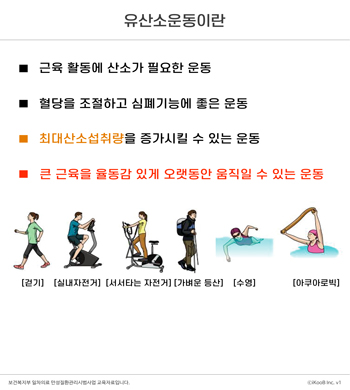 유산소운동이란
■ 근육 활동에 산소가 필요한 운동
■ 혈당을 조절하고 심폐기능에 좋은 운동
■ 최대산소섭취량을 증가시킬 수 있는 운동
■ 큰 근육을 율동감 있게 오랫동안 움직일 수 있는 운동
[걷기] [실내자전거] [서서타는 자전거] [가벼운 등산] [수영] [아쿠아로빅]
보건복지부 일차의료 만성질환관리시범사업 교육자료입니다. ⓒiKooB Inc. v1